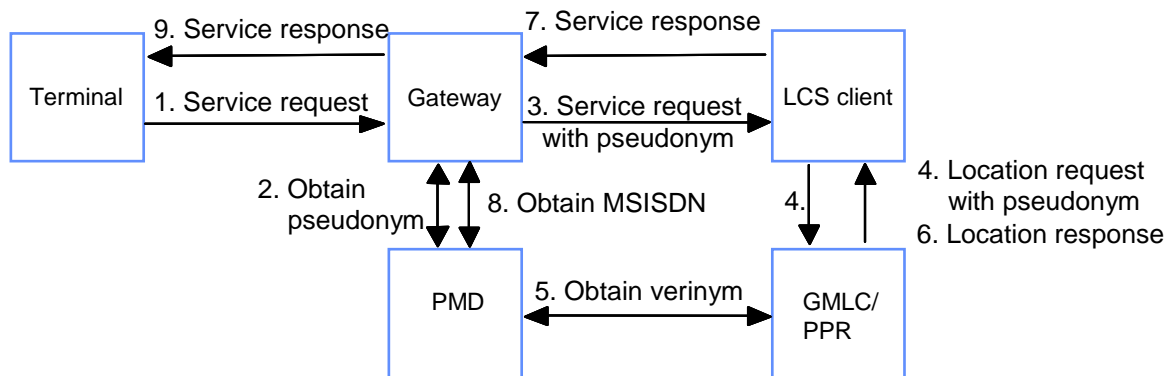 9. Service response
7. Service response
Terminal
Gateway
LCS client
1. Service request
3. Service request
with pseudonym
2. Obtain
pseudonym
8. Obtain MSISDN
4.
4. Location request
with pseudonym
6. Location response
PMD
5. Obtain verinym
GMLC/
PPR